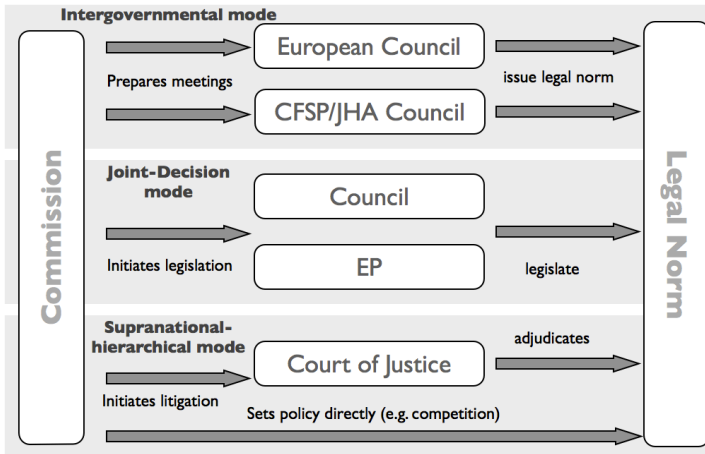 Intergovernmental mode
European Council
Prepares meetings
issue legal norm
CFSP/JHA Council
Commission
Legal Norm
Joint-Decision
mode
Council
Initiates legislation
EP
legislate
Supranational-
hierarchical mode
adjudicates
Court of Justice
Initiates litigation
Sets policy directly (e.g. competition)